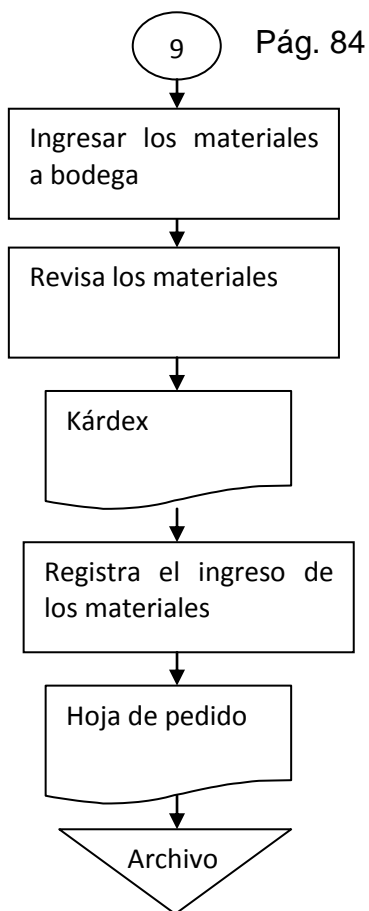 9 Pág. 84
Ingresar los materiales
a bodega
Revisa los materiales
Kárdex
Registra el ingreso de
los materiales
Hoja de pedido
Archivo